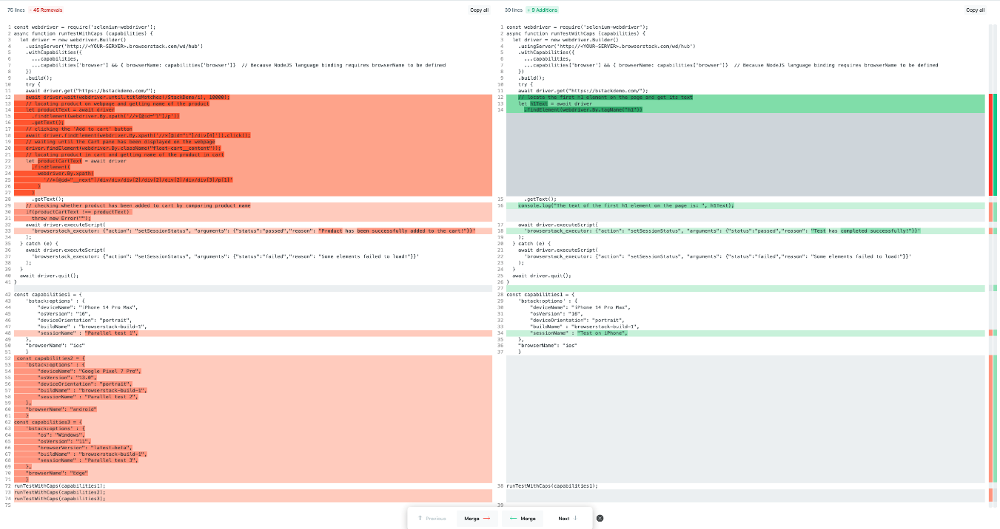 75 lines - 45 Removals Copy all
1 const webdriver = require('selenium-webdriver');
2 async function runTestWithCaps (capabilities) {
3 let driver = new webdriver.Builder()
4 .usingServer('http://<YOUR-SERVER>.browserstack.com/wd/hub')
5 .withCapabilities({
6 ...capabilities,
7 ...capabilities['browser'] && { browserName: capabilities['browser']} // Because NodeJS language binding requires browserName to be defined
8 })
9 .build();
10 try {
11 await driver.get("https://bstackdemo.com/");
12 await driver.wait(webdriver.until.titleMatches(/StackDemo/i), 10000);
13 // locating product on webpage and getting name of the product
14 let productText = await driver
15 .findElement(webdriver.By.xpath('//*[@id="1"]/p'))
16 .getText();
17 // clicking the 'Add to cart' button
18 await driver.findElement(webdriver.By.xpath('//*[@id="1"]/div[4]')).click();
19 // waiting until the Cart pane has been displayed on the webpage
20 driver.findElement(webdriver.By.className("float-cart__content"));
21 // locating product in cart and getting name of the product in cart
22 let productCartText = await driver
23 .findElement(
24 webdriver.By.xpath(
25 '//*[@id="__next"]/div/div/div[2]/div[2]/div[2]/div/div[3]/p[1]'
26 )
27 )
28 .getText();
29 // checking whether product has been added to cart by comparing product name
30 if(productCartText !== productText)
31 throw new Error("");
32 await driver.executeScript(
33 'browserstack_executor: {"action": "setSessionStatus", "arguments": {"status":"passed","reason": "Product has been successfully added to the cart!"}}'
34 );
35 } catch (e) {
36 await driver.executeScript(
37 'browserstack_executor: {"action": "setSessionStatus", "arguments": {"status":"failed","reason": "Some elements failed to load!"}}'
38 );
39 }
40 await driver.quit();
41 }
42 const capabilities1 = {
43 'bstack:options' : {
44 "deviceName": "iPhone 14 Pro Max",
45 "osVersion": "16",
46 "deviceOrientation": "portrait",
47 "buildName" : "browserstack-build-1",
48 "sessionName" : "Parallel test 1",
49 },
50 "browserName": "ios"
51 }
52 const capabilities2 = {
53 'bstack:options' : {
54 "deviceName": "Google Pixel 7 Pro",
55 "osVersion": "13.0",
56 "deviceOrientation": "portrait",
57 "buildName" : "browserstack-build-1",
58 "sessionName" : "Parallel test 2",
59 },
60 "browserName": "android"
61 }
62 const capabilities3 = {
63 'bstack:options' : {
64 "os": "Windows",
65 "osVersion": "11",
66 "browserVersion": "latest-beta",
67 "buildName" : "browserstack-build-1",
68 "sessionName" : "Parallel test 3",
69 },
70 "browserName": "Edge"
71 }
72 runTestWithCaps(capabilities1);
73 runTestWithCaps(capabilities2);
74 runTestWithCaps(capabilities3);
75
39 lines + 9 Additions Copy all
1 const webdriver = require('selenium-webdriver');
2 async function runTestWithCaps (capabilities) {
3 let driver = new webdriver.Builder()
4 .usingServer('http://<YOUR-SERVER>.browserstack.com/wd/hub')
5 .withCapabilities({
6 ...capabilities,
7 ...capabilities['browser'] && { browserName: capabilities['browser']} // Because NodeJS language binding requires browserName to be defined
8 })
9 .build();
10 try {
11 await driver.get("https://bstackdemo.com/");
12 // locate the first h1 element on the page and get its text
13 let h1Text = await driver
14 .findElement(webdriver.By.tagName("h1"))
15 .getText();
16 console.log("The text of the first h1 element on the page is: ", h1Text);
17 await driver.executeScript(
18 'browserstack_executor: {"action": "setSessionStatus", "arguments": {"status":"passed","reason": "Test has completed successfully!"}}'
19 );
20 } catch (e) {
21 await driver.executeScript(
22 'browserstack_executor: {"action": "setSessionStatus", "arguments": {"status":"failed","reason": "Some elements failed to load!"}}'
23 );
24 }
25 await driver.quit();
26 }
27
28 const capabilities1 = {
29 'bstack:options' : {
30 "deviceName": "iPhone 14 Pro Max",
31 "osVersion": "16",
32 "deviceOrientation": "portrait",
33 "buildName" : "browserstack-build-1",
34 "sessionName" : "Test on iPhone",
35 },
36 "browserName": "ios"
37 }
38 runTestWithCaps(capabilities1);
39
↑ Previous Merge → ← Merge Next ↓